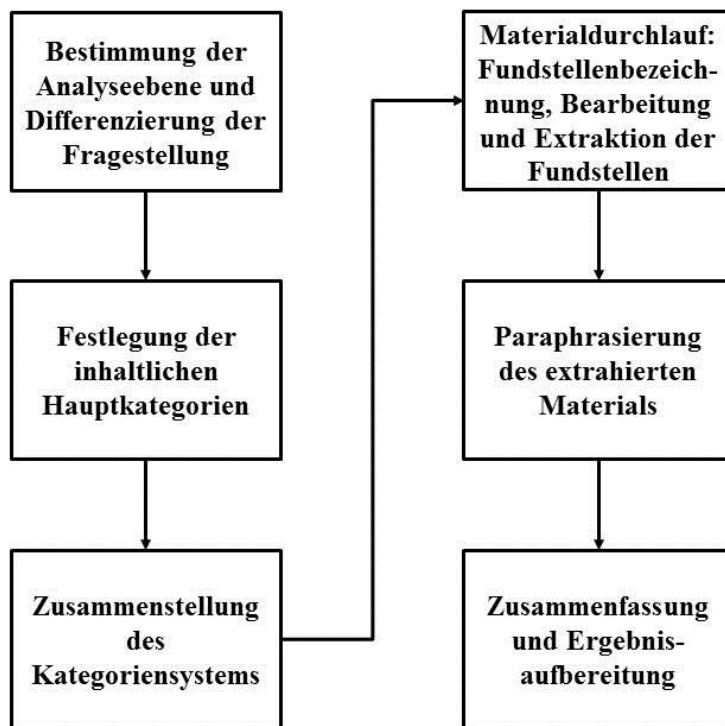 Bestimmung der
Analyseebene und
Differenzierung der
Fragestellung
Festlegung der
inhaltlichen
Hauptkategorien
Zusammenstellung
des
Kategoriensystems
Materialdurchlauf:
Fundstellenbezeich-
nung, Bearbeitung
und Extraktion der
Fundstellen
Paraphrasierung
des extrahierten
Materials
Zusammenfassung
und Ergebnis-
aufbereitung